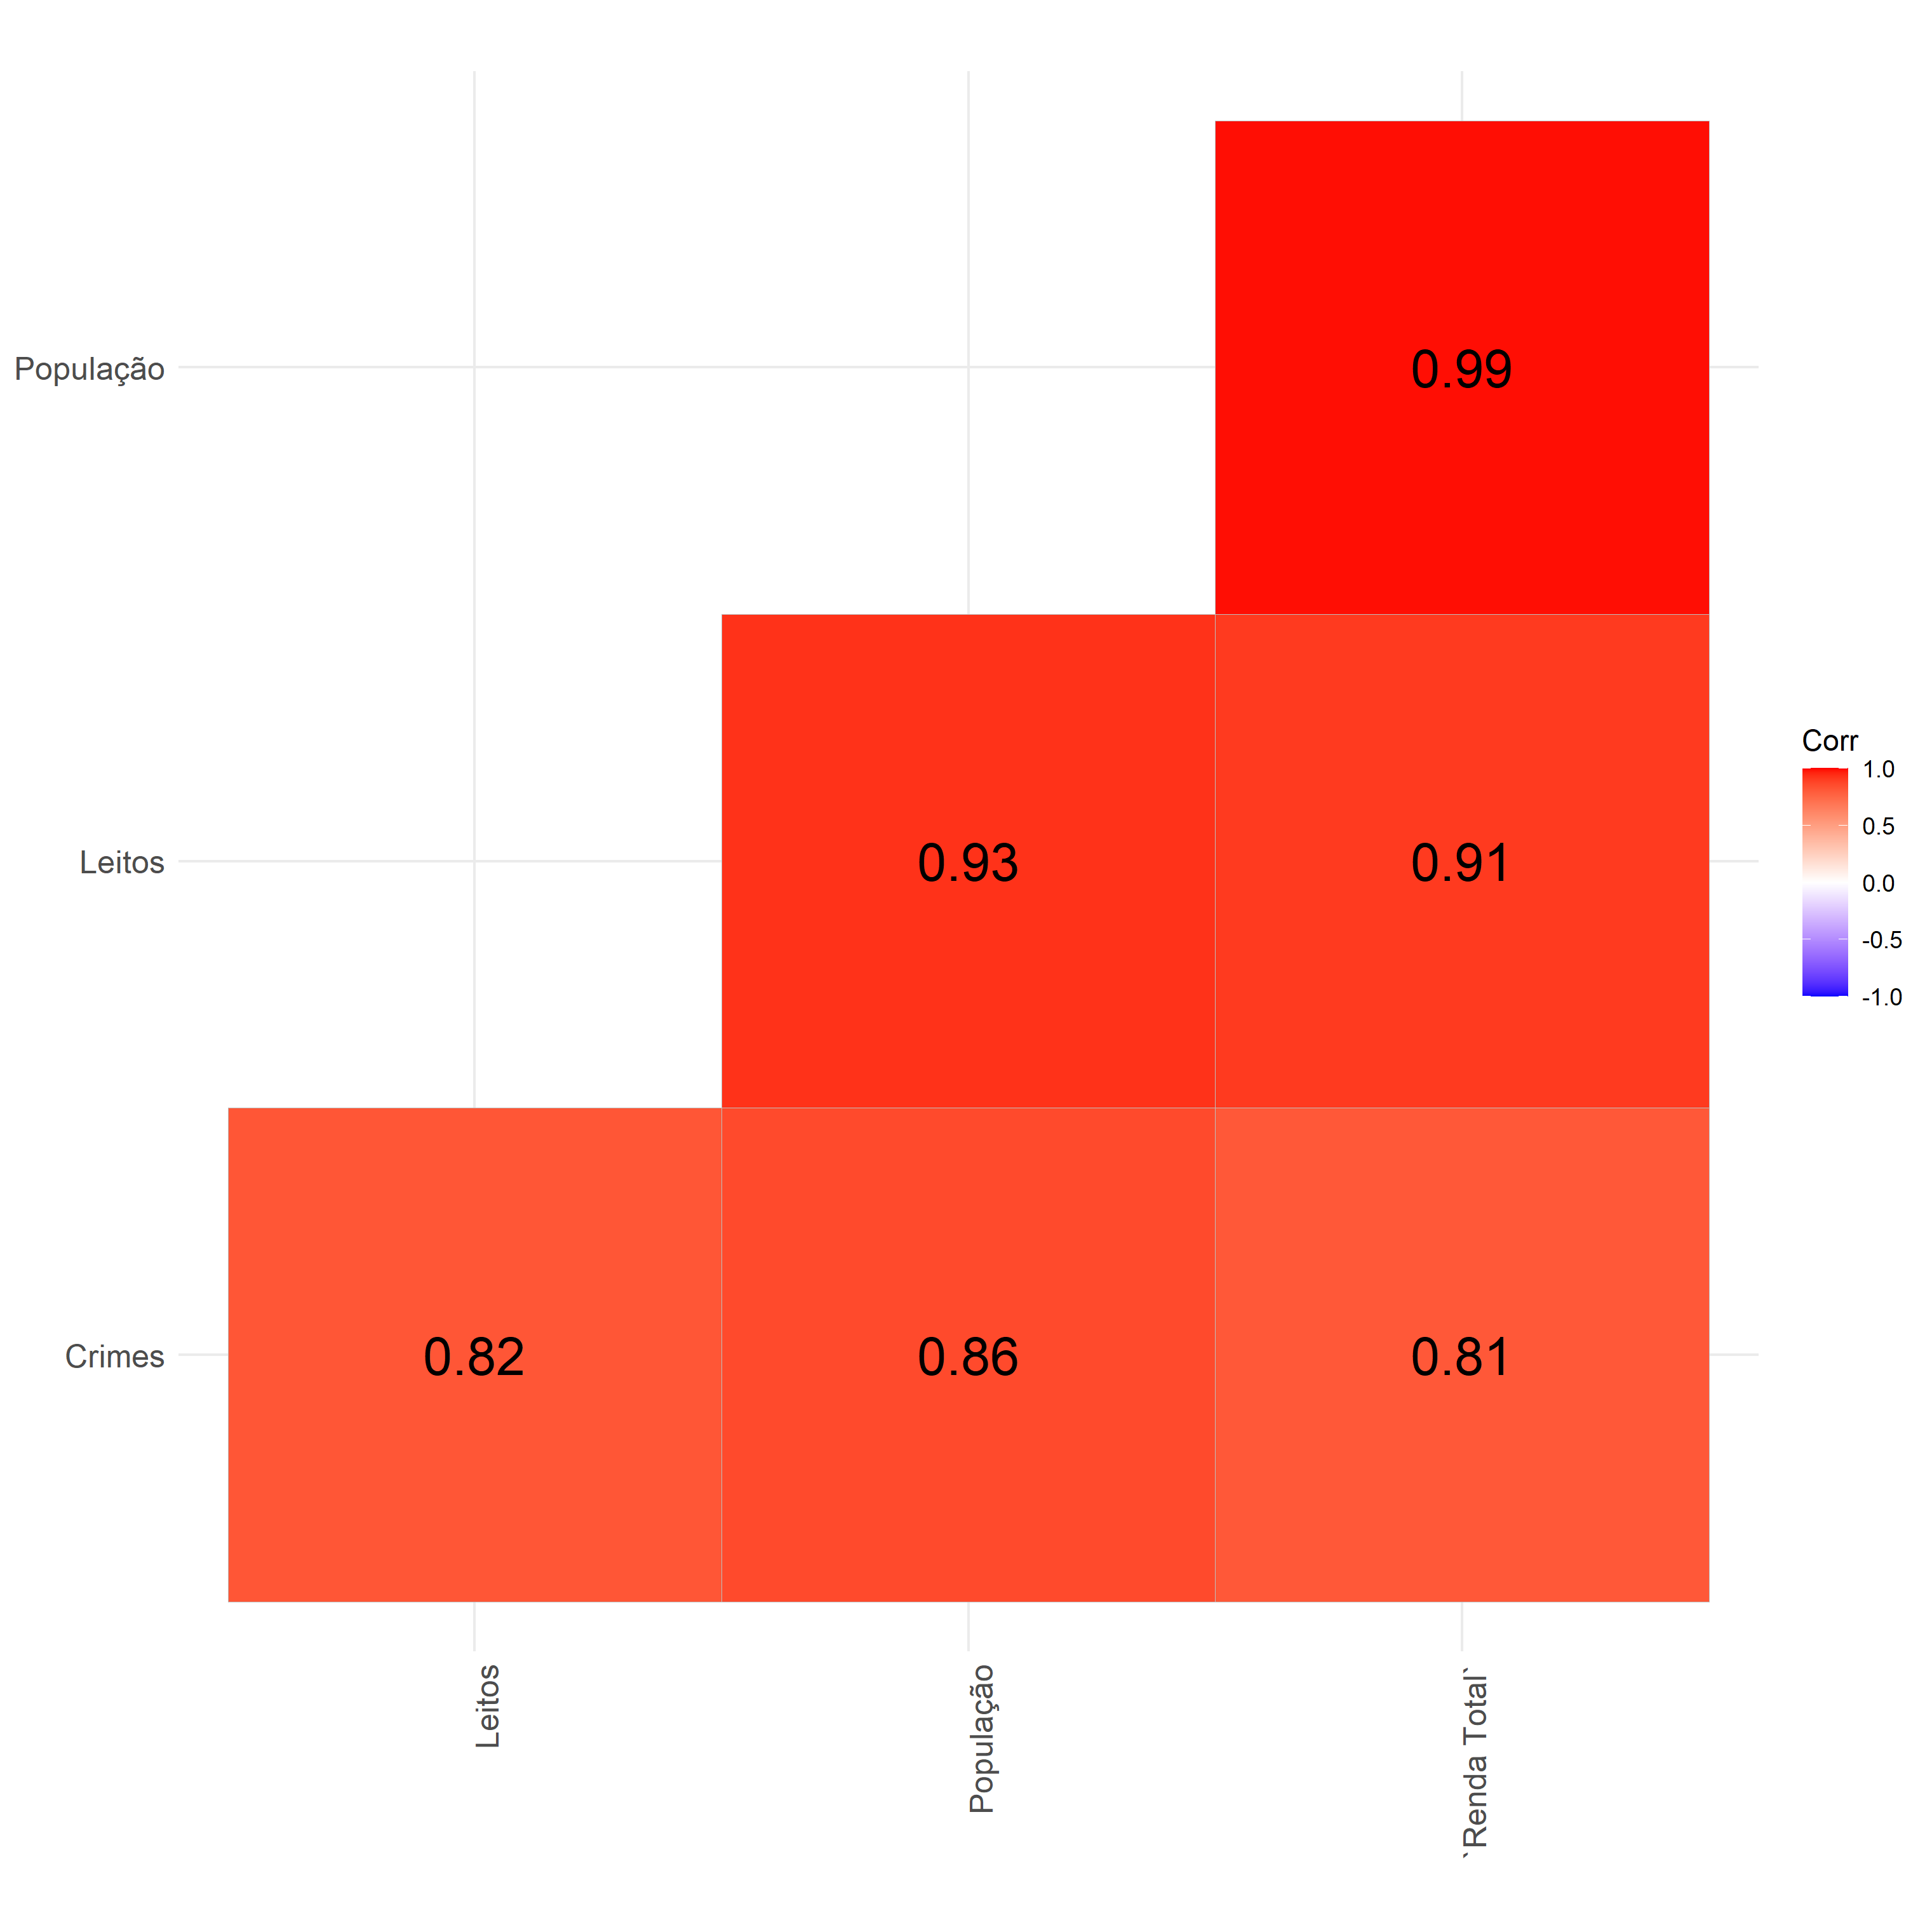 População
0.99
Corr
1.0
0.5
0.0
-0.5
-1.0
Leitos
0.93
0.91
Crimes
0.82
0.86
0.81
Leitos
População
`Renda Total`